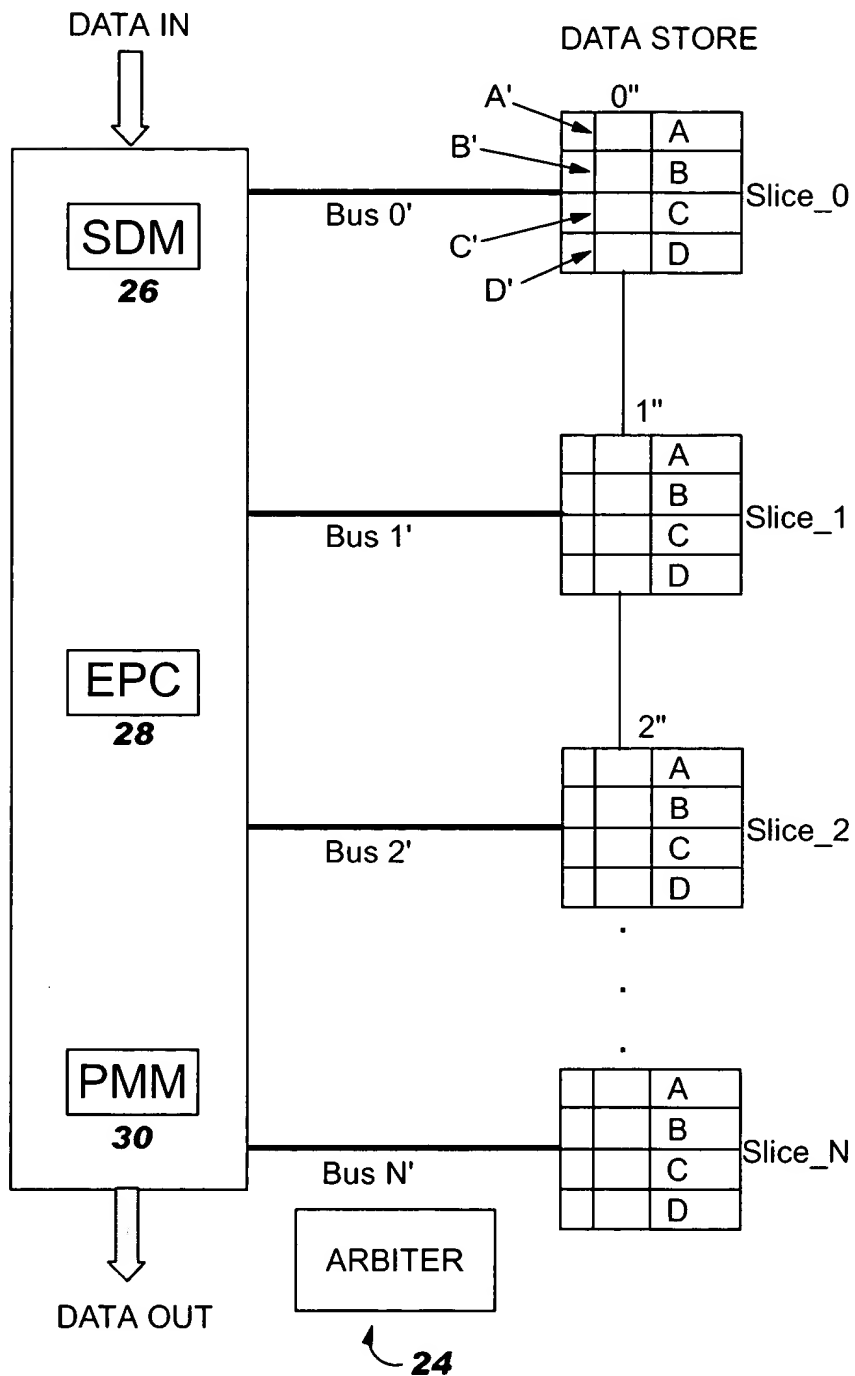 DATA IN
DATA STORE
A'
0"
B'
C'
D'
A
B
C
D
Slice_0
Bus 0'
SDM
26
1"
A
B
C
D
Slice_1
Bus 1'
EPC
28
2"
A
B
C
D
Slice_2
Bus 2'
PMM
30
A
B
C
D
Slice_N
Bus N'
ARBITER
24
DATA OUT